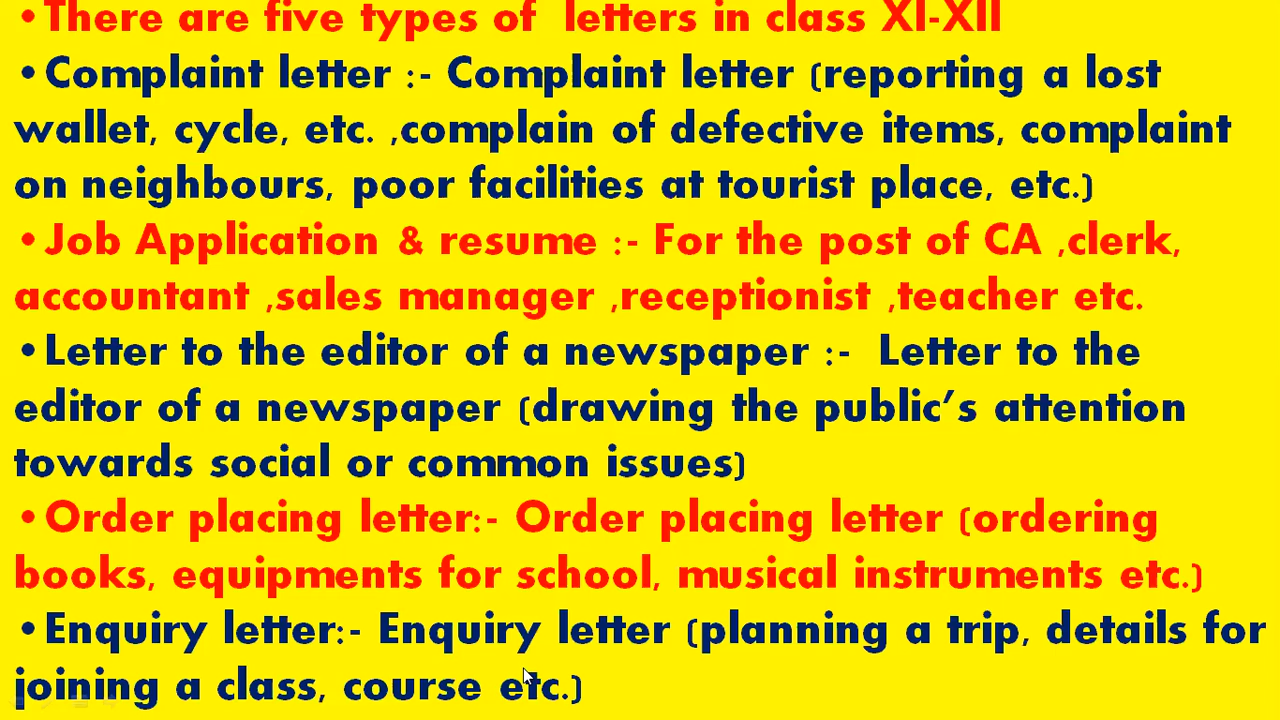 •There are five types of letters in class XI-XII
•Complaint letter :- Complaint letter (reporting a lost
wallet, cycle, etc. ,complain of defective items, complaint
on neighbours, poor facilities at tourist place, etc.)
•Job Application & resume :- For the post of CA ,clerk,
accountant ,sales manager ,receptionist ,teacher etc.
•Letter to the editor of a newspaper :- Letter to the
editor of a newspaper (drawing the public’s attention
towards social or common issues)
•Order placing letter:- Order placing letter (ordering
books, equipments for school, musical instruments etc.)
•Enquiry letter:- Enquiry letter (planning a trip, details for
joining a class, course etc.)